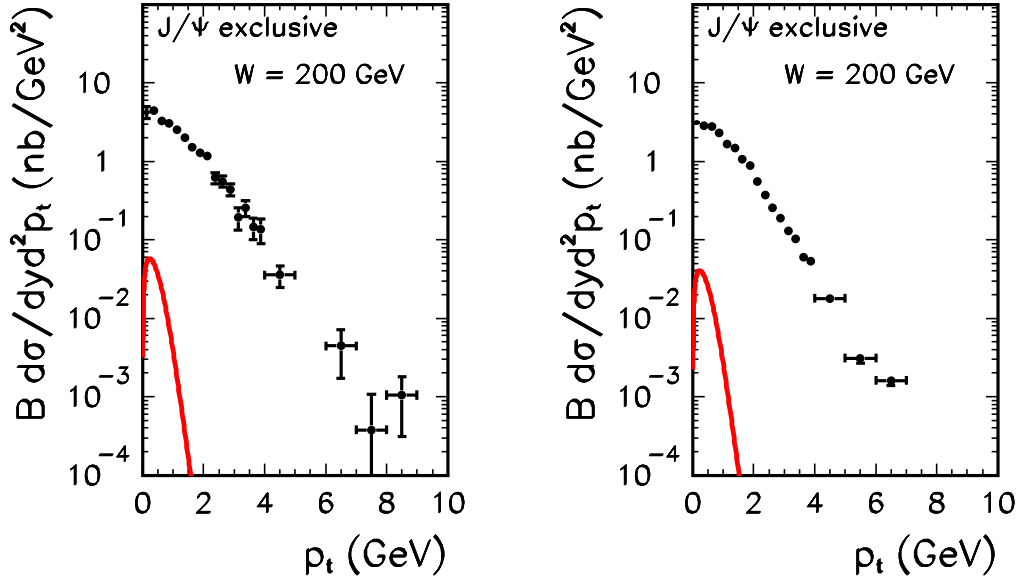 J/Ψ exclusive
W = 200 GeV
B dσ/dyd²pₜ (nb/GeV²)
10
1
10⁻¹
10⁻²
10⁻³
10⁻⁴
0 2 4 6 8 10
pₜ (GeV)
J/Ψ exclusive
W = 200 GeV
B dσ/dyd²pₜ (nb/GeV²)
10
1
10⁻¹
10⁻²
10⁻³
10⁻⁴
0 2 4 6 8 10
pₜ (GeV)